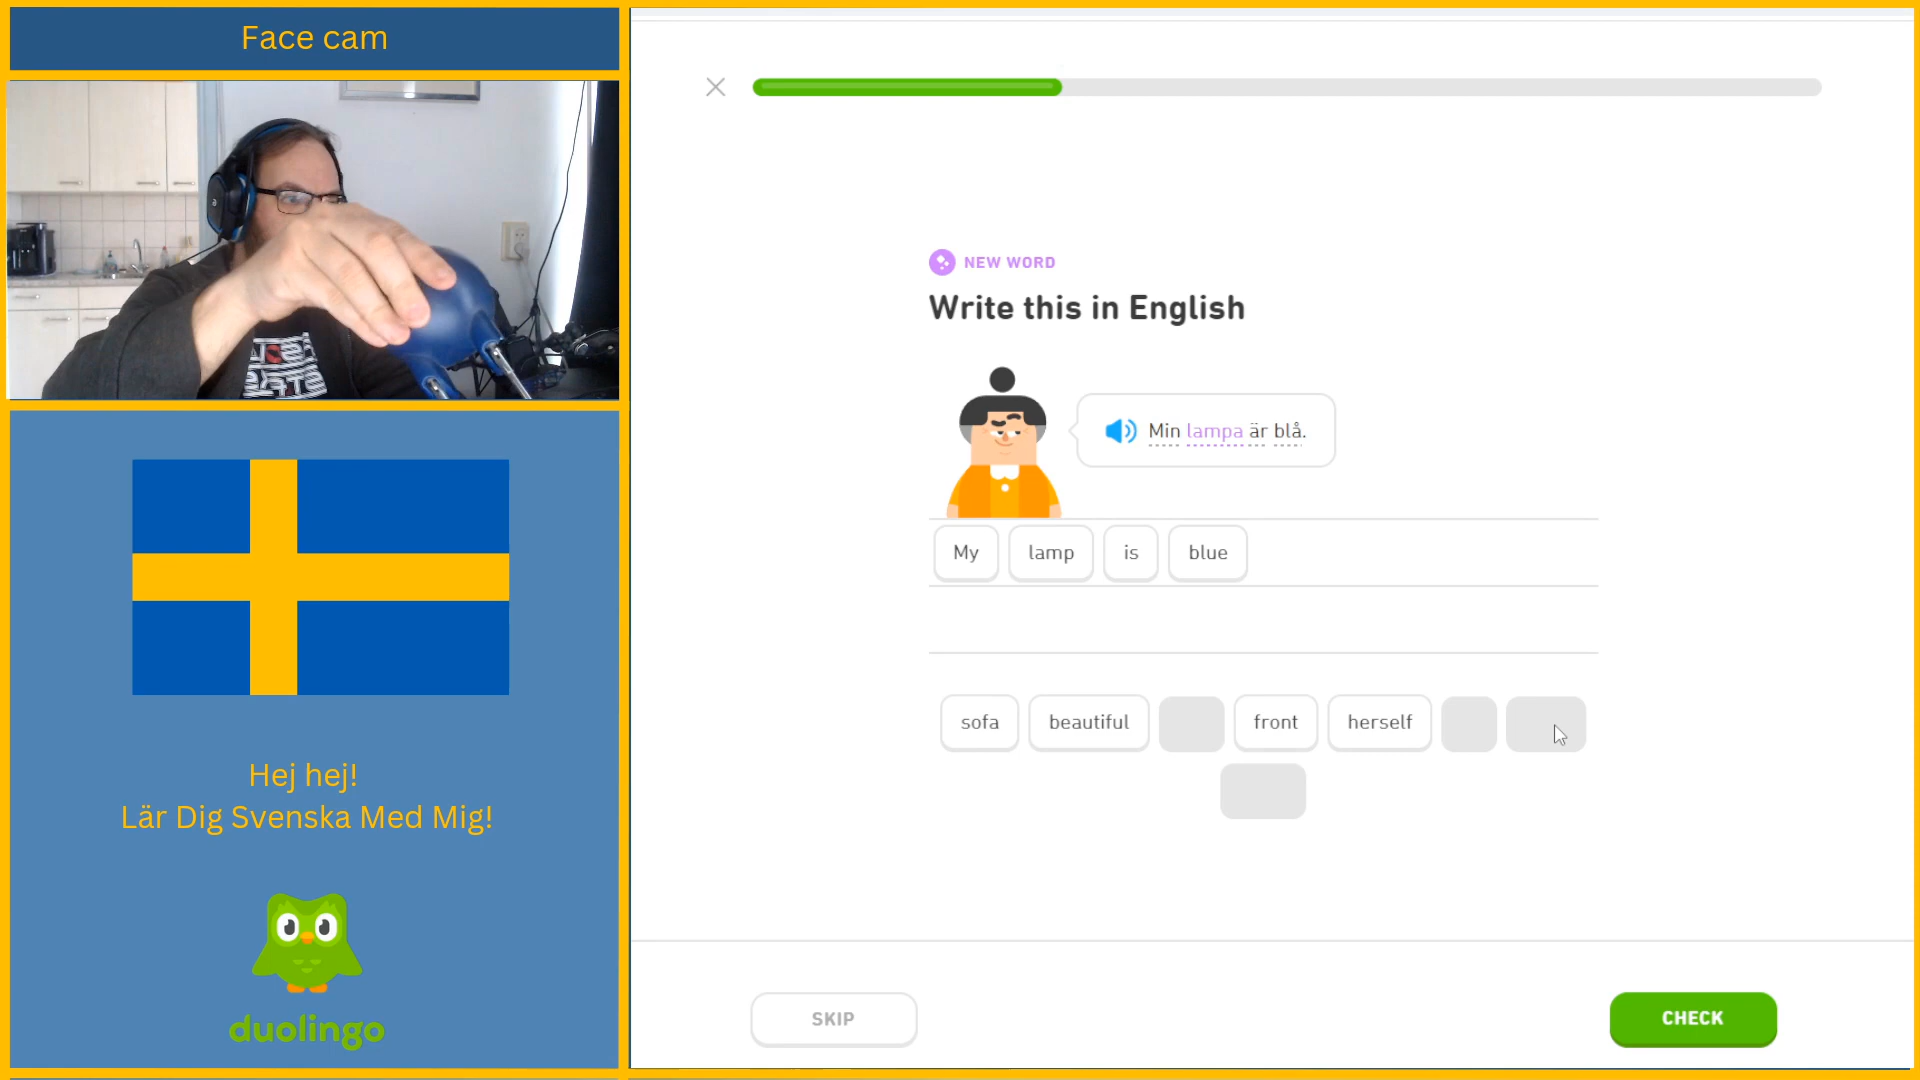 Face cam
Hej hej!
Lär Dig Svenska Med Mig!
duolingo
NEW WORD
Write this in English
Min lampa är blå.
My lamp is blue
sofa beautiful front herself
SKIP
CHECK